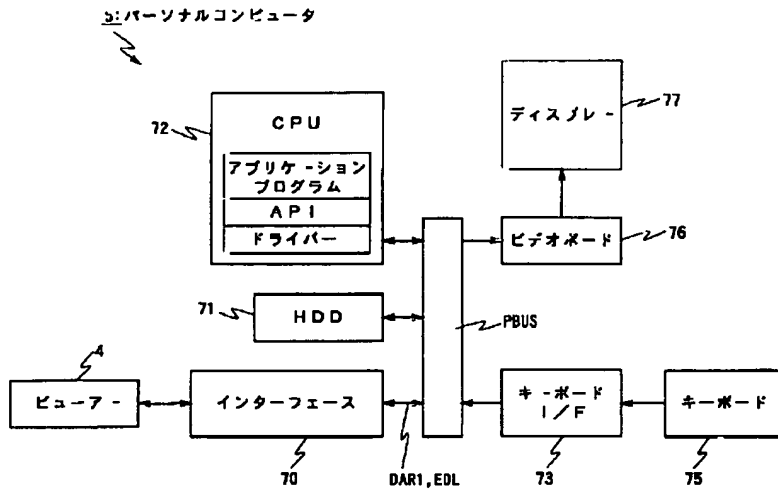 5:パーソナルコンピュータ
72
CPU
アプリケーション
プログラム
API
ドライバー
ディスプレー
77
ビデオボード
76
71
HDD
PBUS
4
ビューアー
インターフェース
70
DAR1,EDL
キーボード
I/F
73
キーボード
75